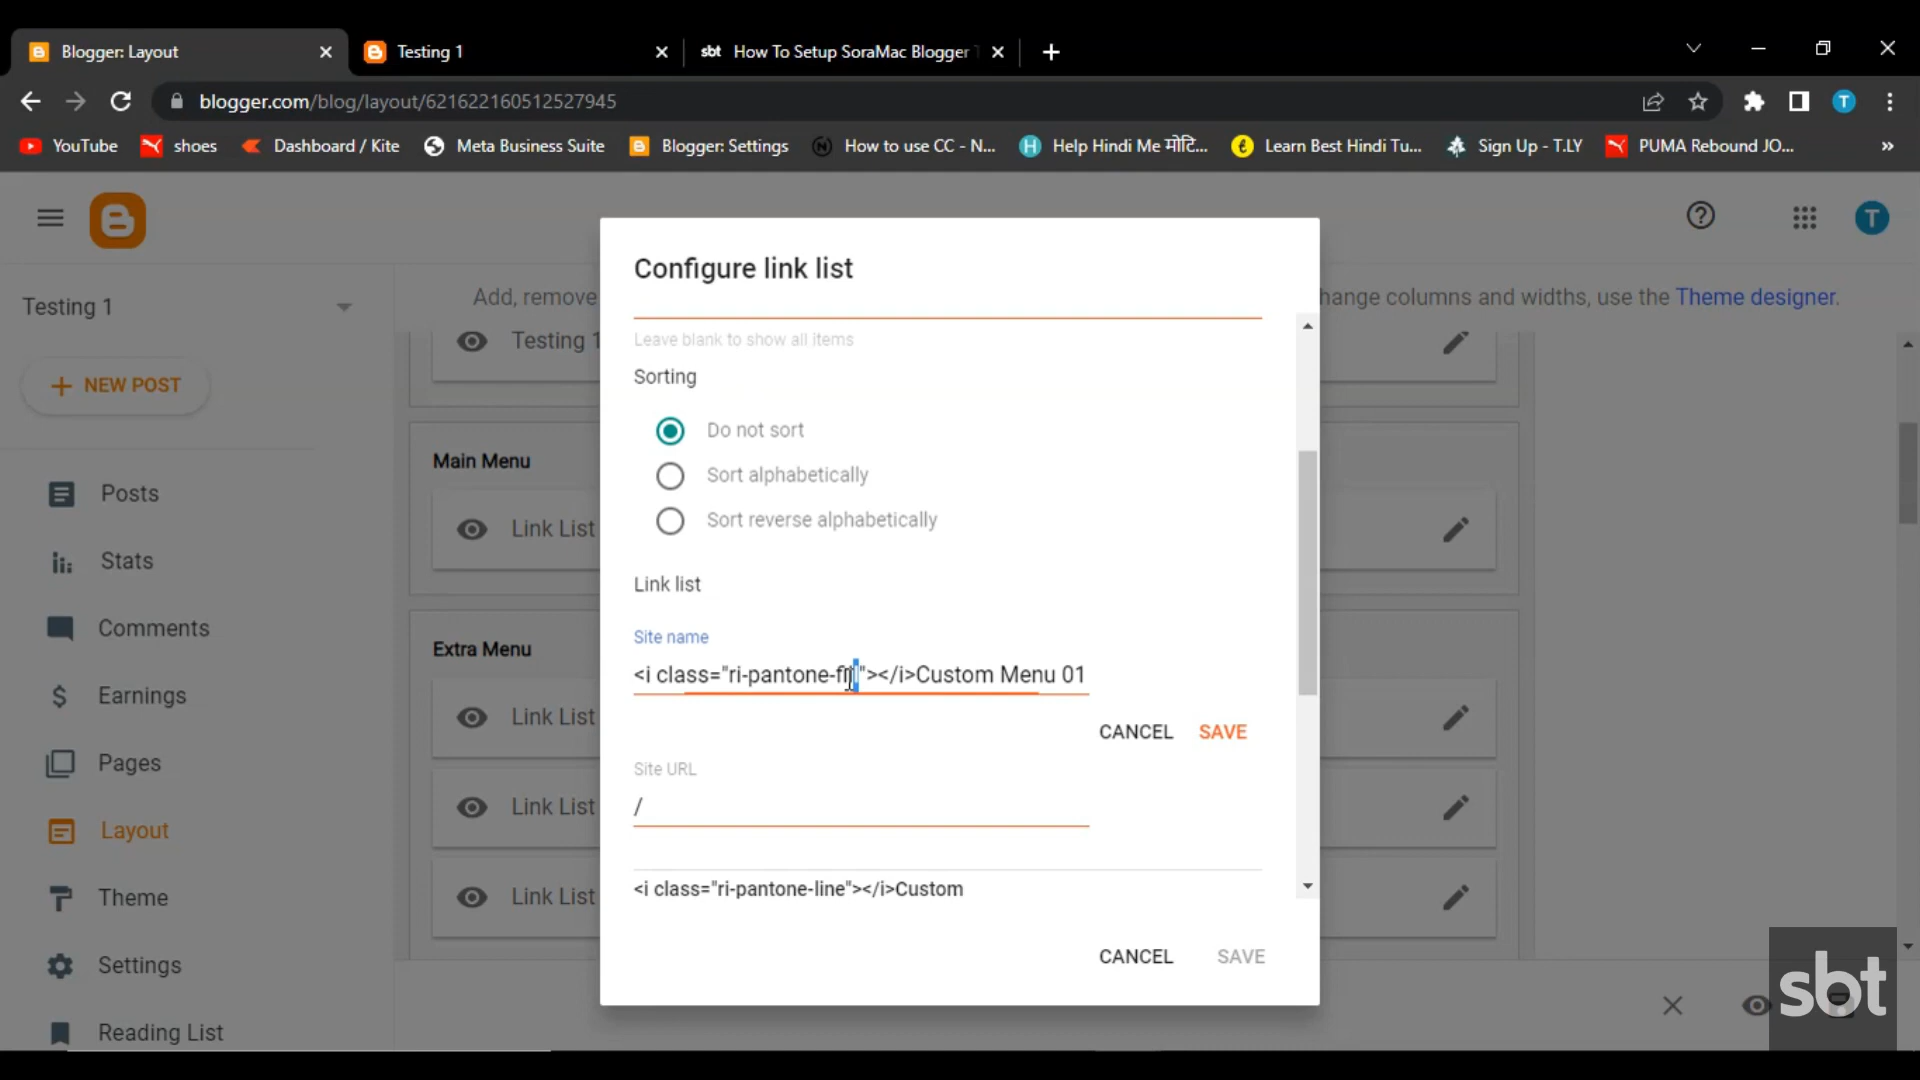 Blogger: Layout
Testing 1
sbt How To Setup SoraMac Blogger
blogger.com/blog/layout/621622160512527945
T
YouTube shoes Dashboard / Kite Meta Business Suite Blogger: Settings How to use CC - N... Help Hindi Me मोटि... Learn Best Hindi Tu... Sign Up - T.LY PUMA Rebound JO... »
T
Testing 1
Add, remove
hange columns and widths, use the Theme designer.
NEW POST
Posts
Stats
Comments
Earnings
Pages
Layout
Theme
Settings
Reading List
Testing 1
Main Menu
Link List
Extra Menu
Link List
Link List
Link List
Configure link list
Leave blank to show all items
Sorting
Do not sort
Sort alphabetically
Sort reverse alphabetically
Link list
Site name
<i class="ri-pantone-fill"></i>Custom Menu 01
CANCEL SAVE
Site URL
/
<i class="ri-pantone-line"></i>Custom
CANCEL SAVE
sbt